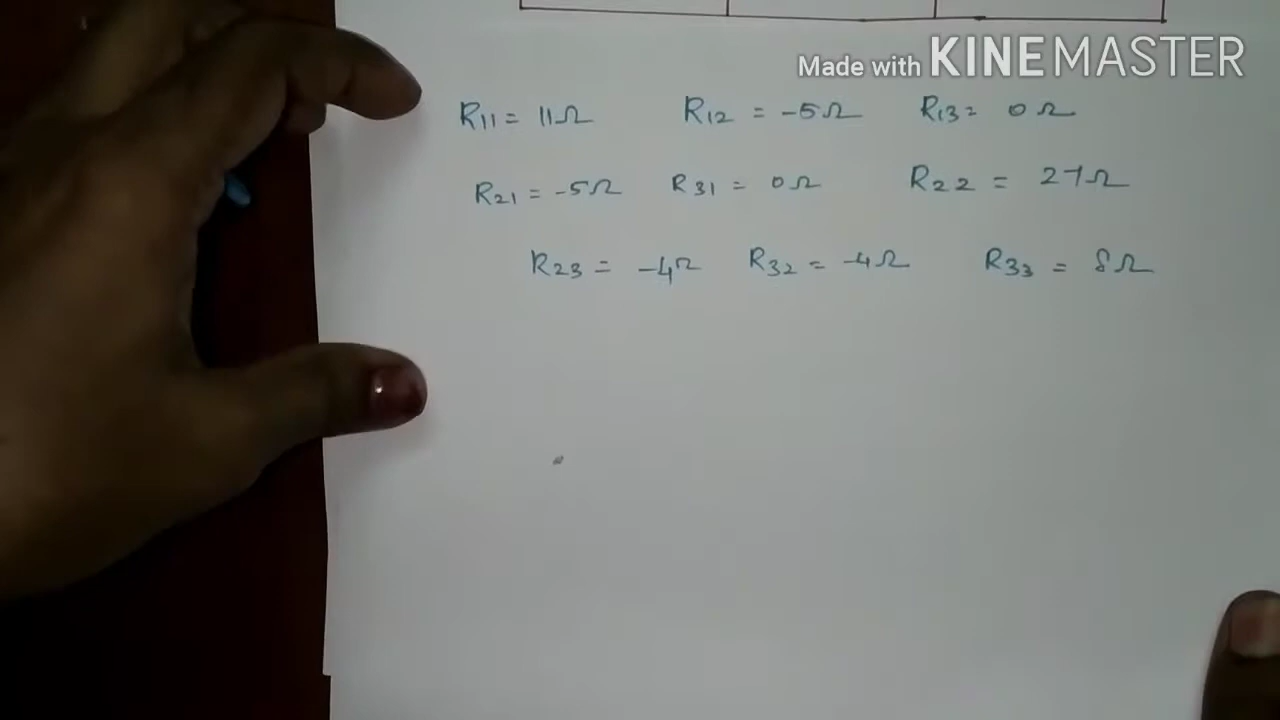 Made with KINEMASTER
R11 = 11Ω R12 = -5Ω R13= 0Ω
R21 = -5Ω R31 = 0Ω R22 = 27Ω
R23 = -4Ω R32 = -4Ω R33 = 8Ω